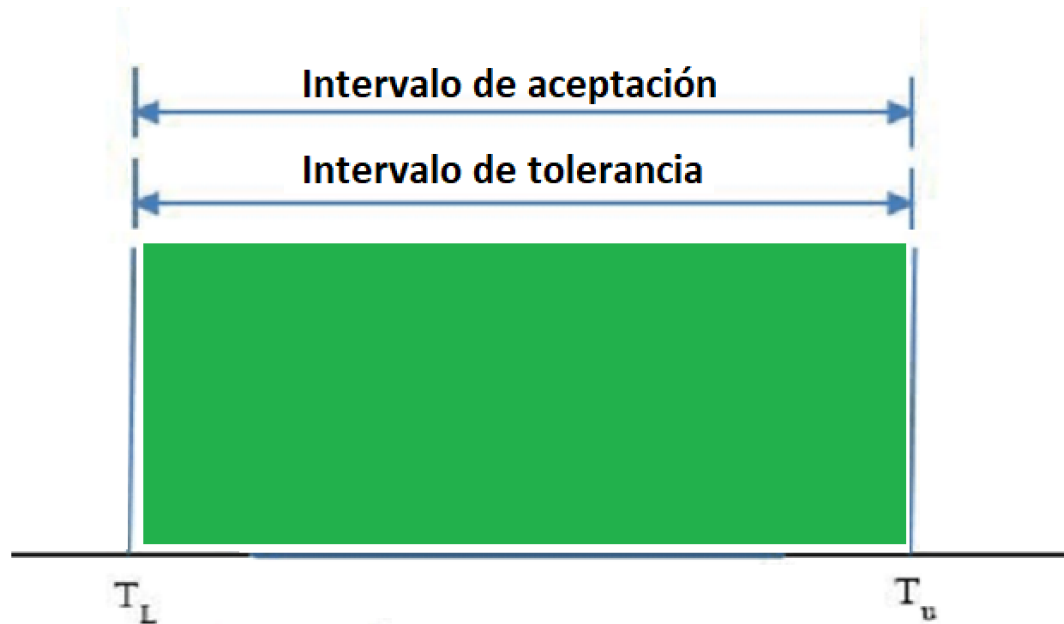 Intervalo de aceptación
Intervalo de tolerancia
T_L T_u